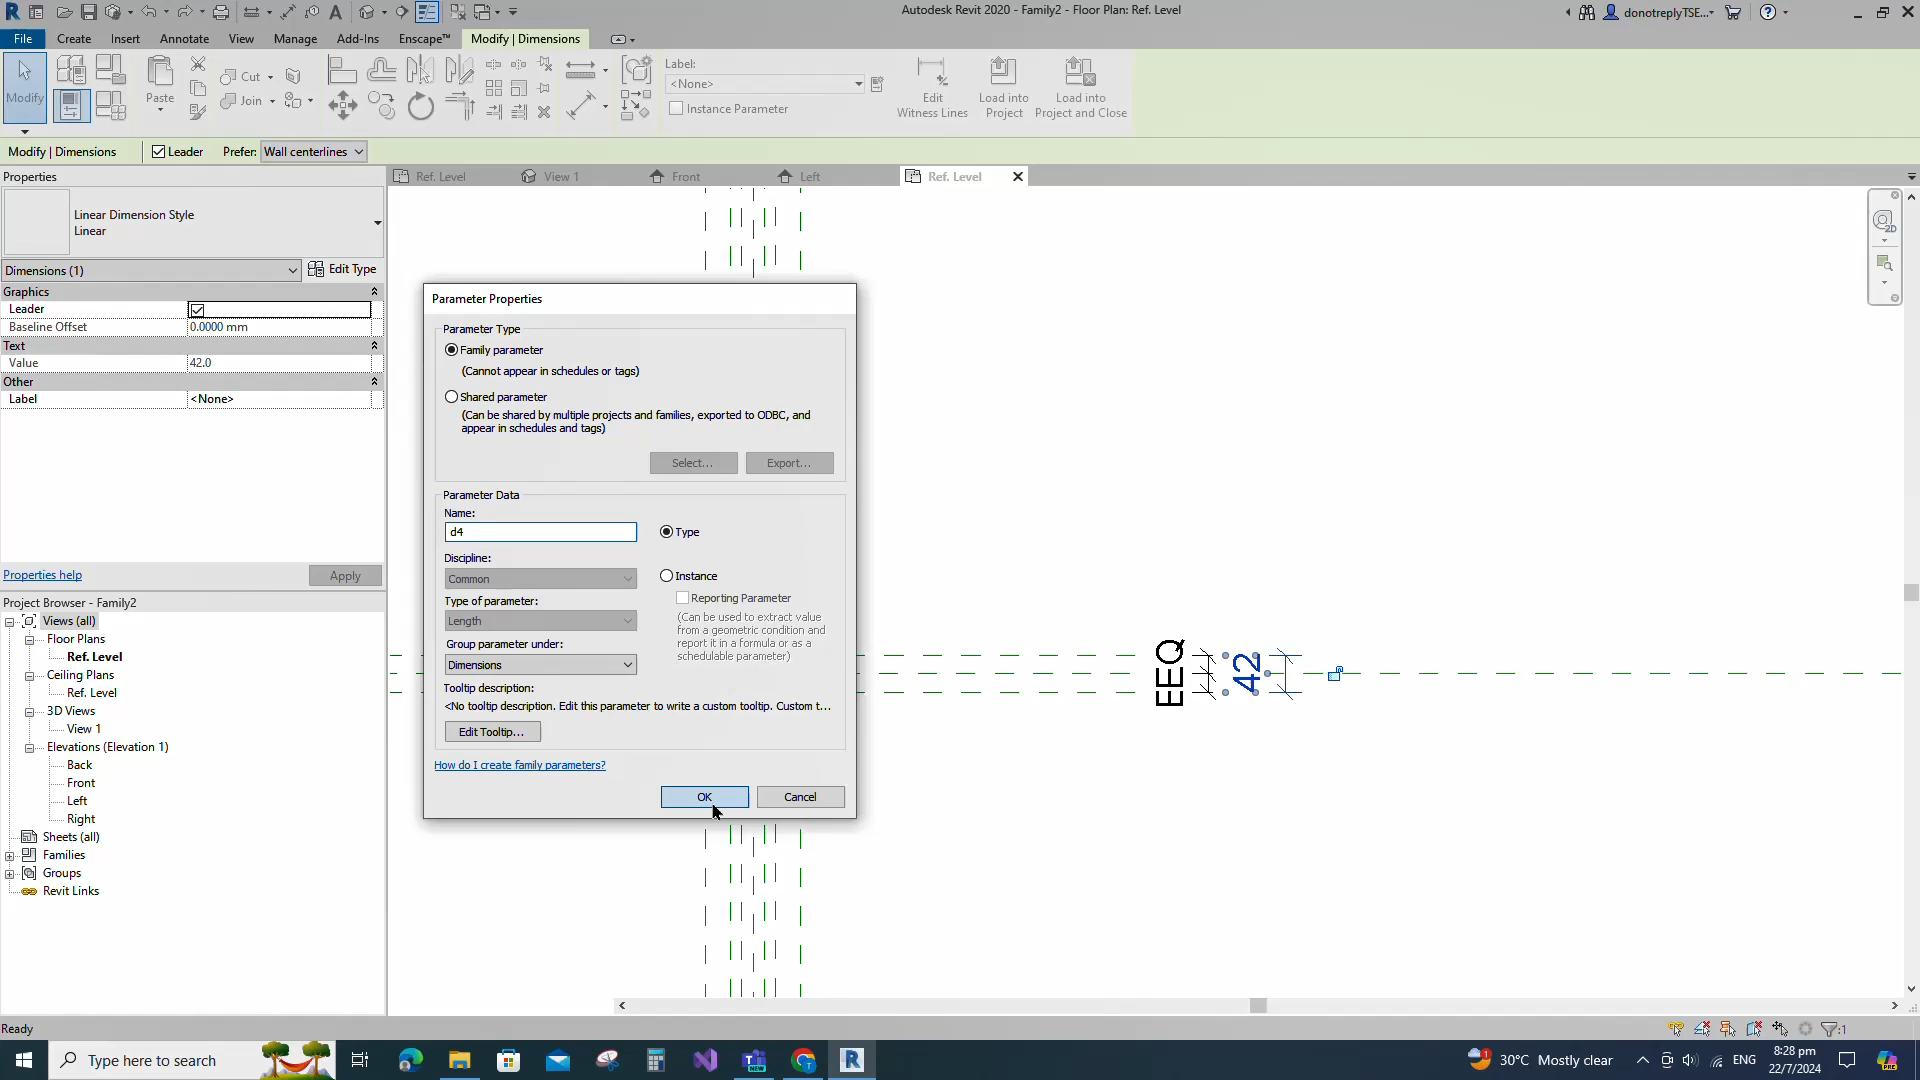 Autodesk Revit 2020 - Family2 - Floor Plan: Ref. Level
donotreplyTSE...
File Create Insert Annotate View Manage Add-Ins Enscape™ Modify | Dimensions
Modify
Paste
Cut
Join
Label:
<None>
Instance Parameter
Edit
Witness Lines
Load into
Project
Load into
Project and Close
Modify | Dimensions Leader Prefer: Wall centerlines
Properties
Linear Dimension Style
Linear
Dimensions (1) Edit Type
Graphics
Leader
Baseline Offset 0.0000 mm
Text
Value 42.0
Other
Label <None>
Properties help Apply
Project Browser - Family2
Views (all)
Floor Plans
Ref. Level
Ceiling Plans
Ref. Level
3D Views
View 1
Elevations (Elevation 1)
Back
Front
Left
Right
Sheets (all)
Families
Groups
Revit Links
Ref. Level View 1 Front Left Ref. Level
Parameter Properties
Parameter Type
Family parameter
(Cannot appear in schedules or tags)
Shared parameter
(Can be shared by multiple projects and families, exported to ODBC, and
appear in schedules and tags)
Select... Export...
Parameter Data
Name:
d4
Type
Discipline:
Common
Instance
Reporting Parameter
(Can be used to extract value
from a geometric condition and
report it in a formula or as a
schedulable parameter)
Type of parameter:
Length
Group parameter under:
Dimensions
Tooltip description:
<No tooltip description. Edit this parameter to write a custom tooltip. Custom t...
Edit Tooltip...
How do I create family parameters?
OK Cancel
EEQ
42
2D
Ready
:1
Type here to search
NEW
30°C Mostly clear
ENG
8:28 pm
22/7/2024
PRE